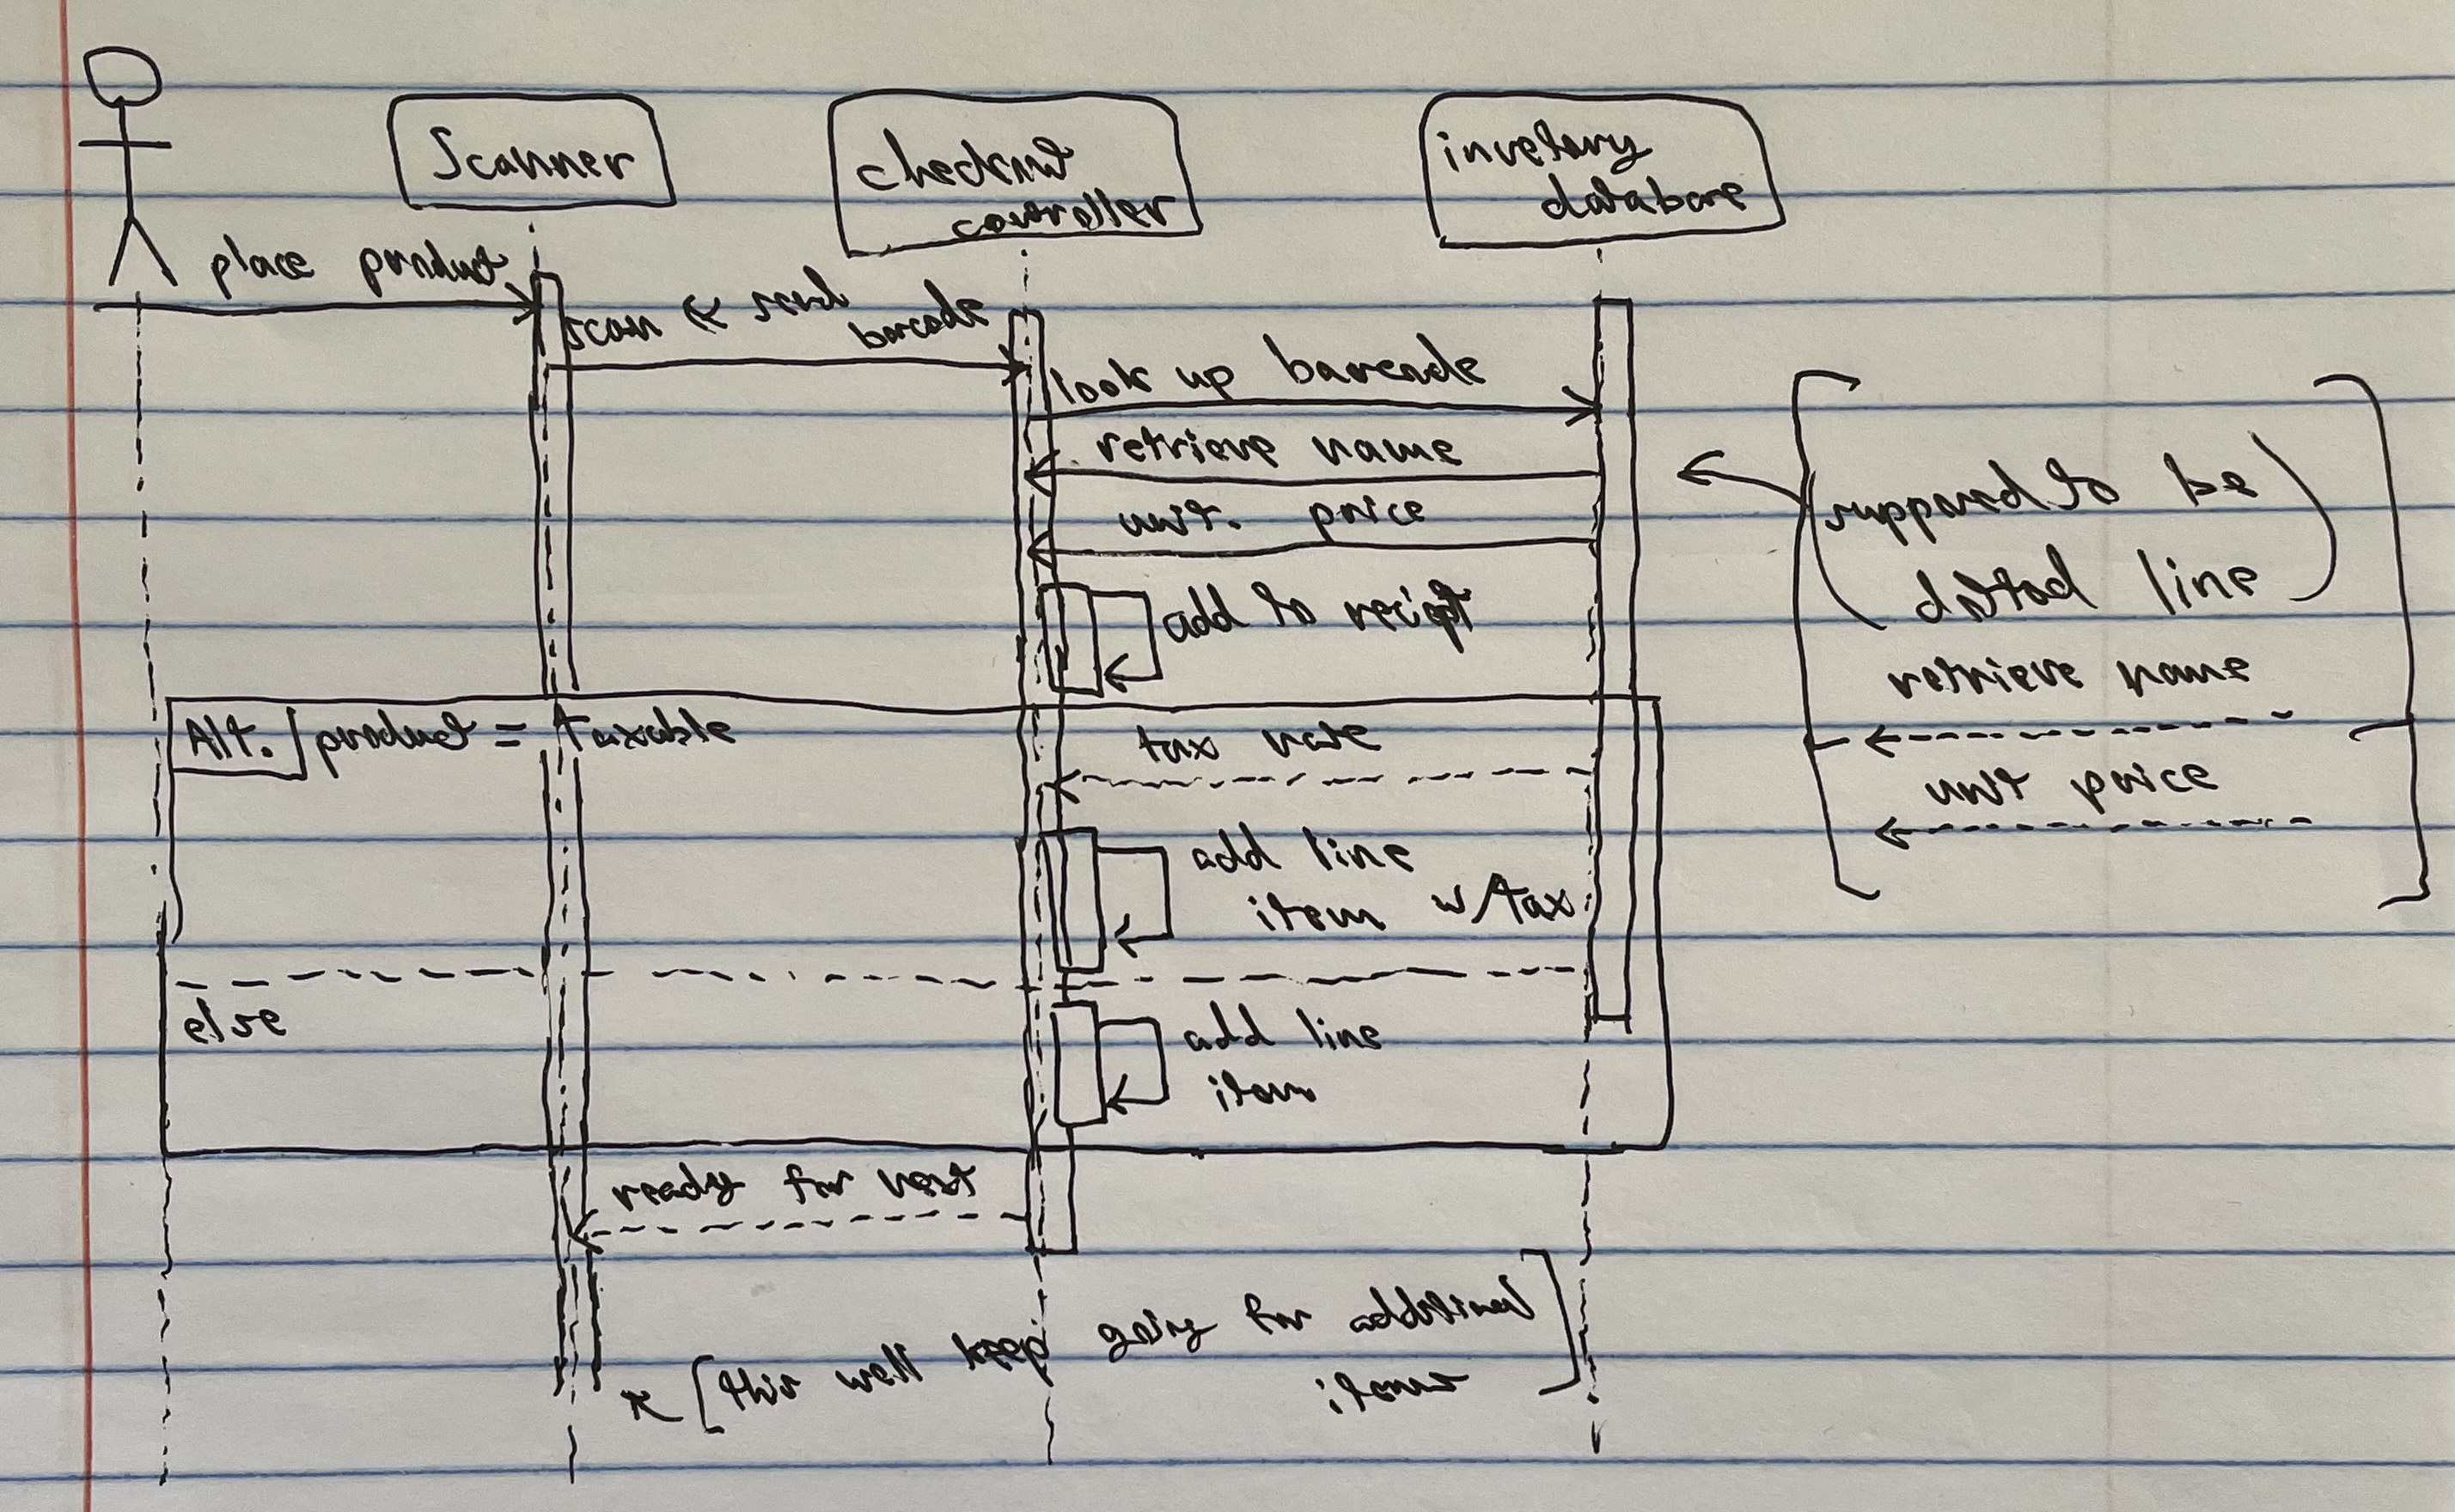 Scanner
checkout
controller
invetory
database
place product
scan & send
barcode
look up barcode
retrieve name
unit. price
add to reciept
Alt. product = taxable
tax rate
add line
item w/tax
else
add line
item
ready for next
[this well keep going for additional
items]
(supposed to be
dotted line)
retrieve name
unit price